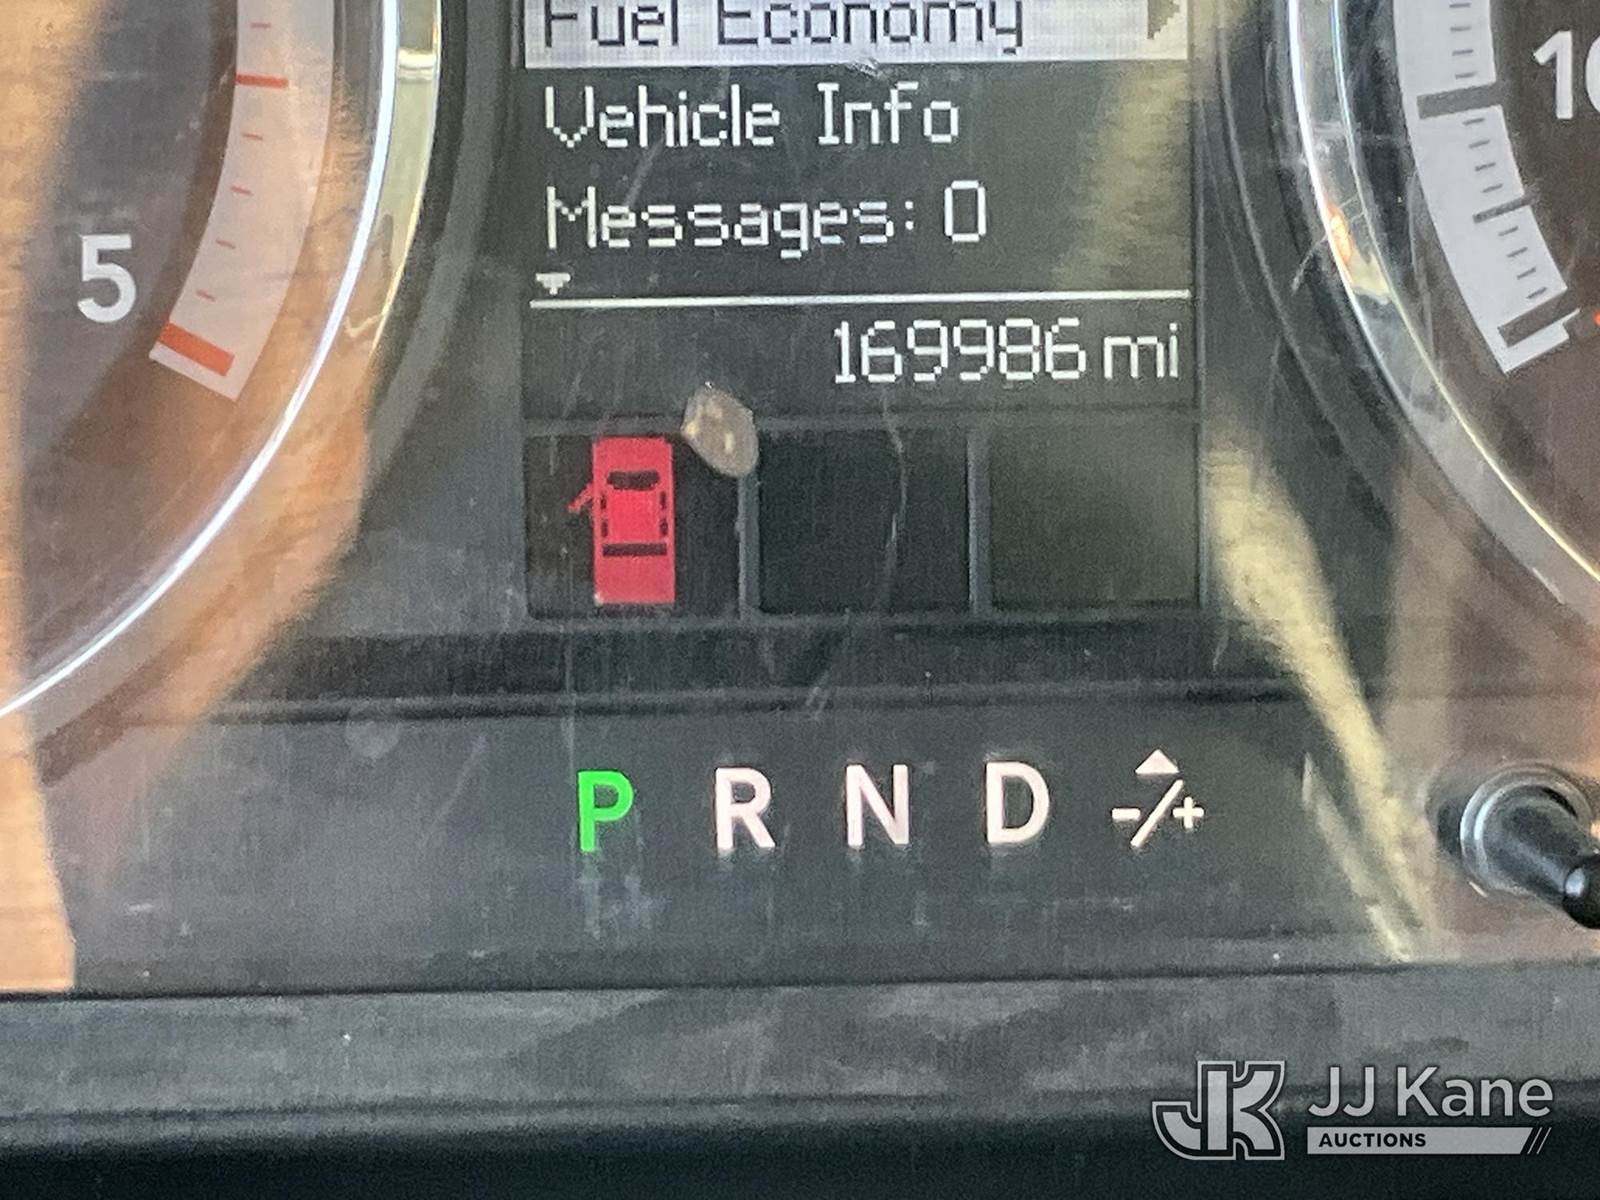 Fuel Economy
Vehicle Info
Messages: 0
169986 mi
5
P R N D -/+
JJ Kane
AUCTIONS